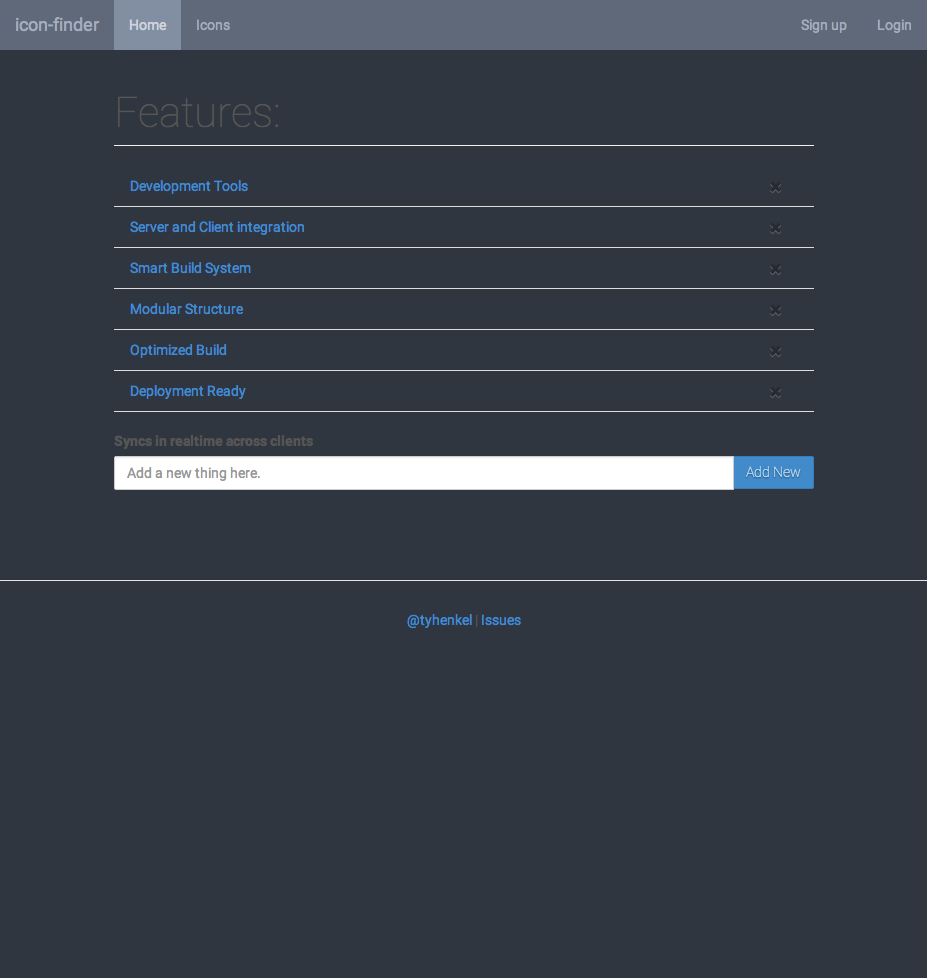 icon-finder Home Icons Sign up Login
Features:
Development Tools ×
Server and Client integration ×
Smart Build System ×
Modular Structure ×
Optimized Build ×
Deployment Ready ×
Syncs in realtime across clients
Add a new thing here. Add New
@tyhenkel | Issues